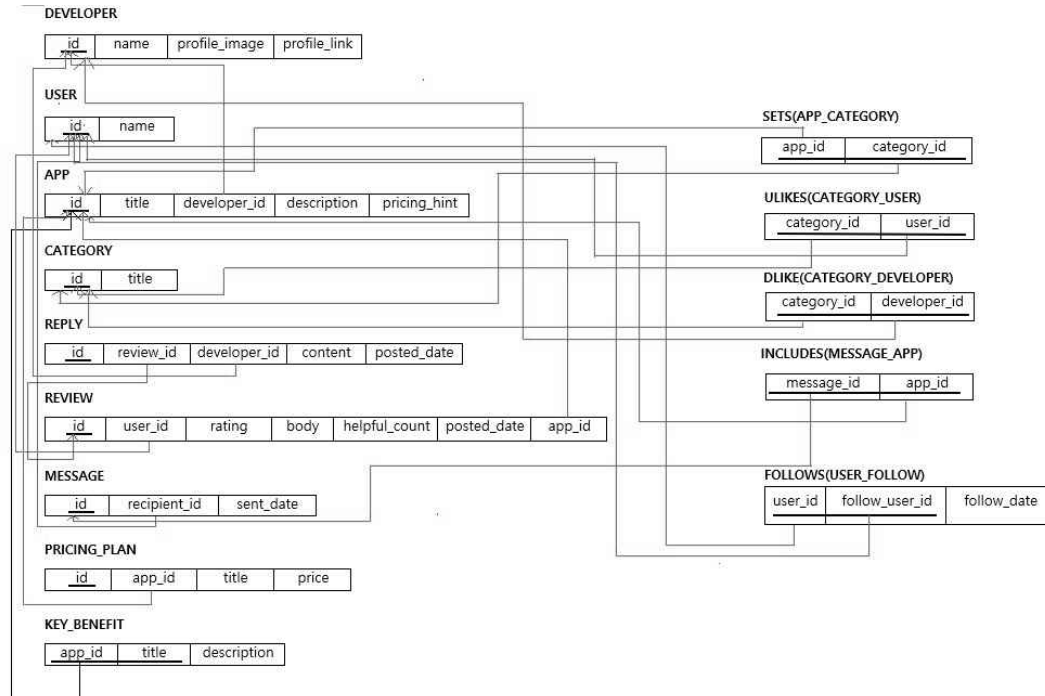 DEVELOPER
id name profile_image profile_link
USER
id name
APP
id title developer_id description pricing_hint
CATEGORY
id title
REPLY
id review_id developer_id content posted_date
REVIEW
id user_id rating body helpful_count posted_date app_id
MESSAGE
id recipient_id sent_date
PRICING_PLAN
id app_id title price
KEY_BENEFIT
app_id title description
SETS(APP_CATEGORY)
app_id category_id
ULIKES(CATEGORY_USER)
category_id user_id
DLIKE(CATEGORY_DEVELOPER)
category_id developer_id
INCLUDES(MESSAGE_APP)
message_id app_id
FOLLOWS(USER_FOLLOW)
user_id follow_user_id follow_date